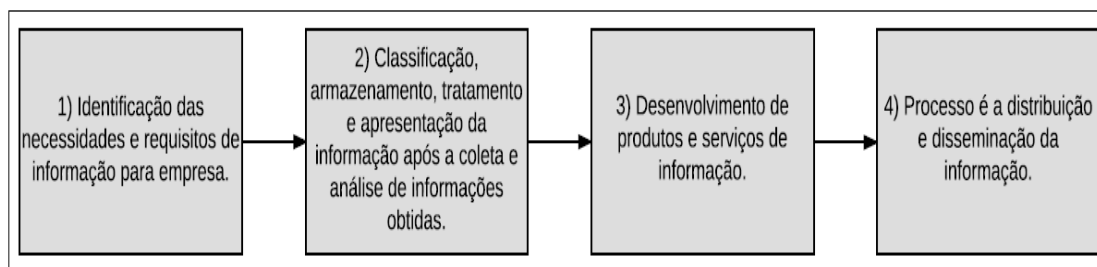 1) Identificação das
necessidades e requisitos de
informação para empresa.
2) Classificação,
armazenamento, tratamento
e apresentação da
informação após a coleta e
análise de informações
obtidas.
3) Desenvolvimento de
produtos e serviços de
informação.
4) Processo é a distribuição
e disseminação da
informação.